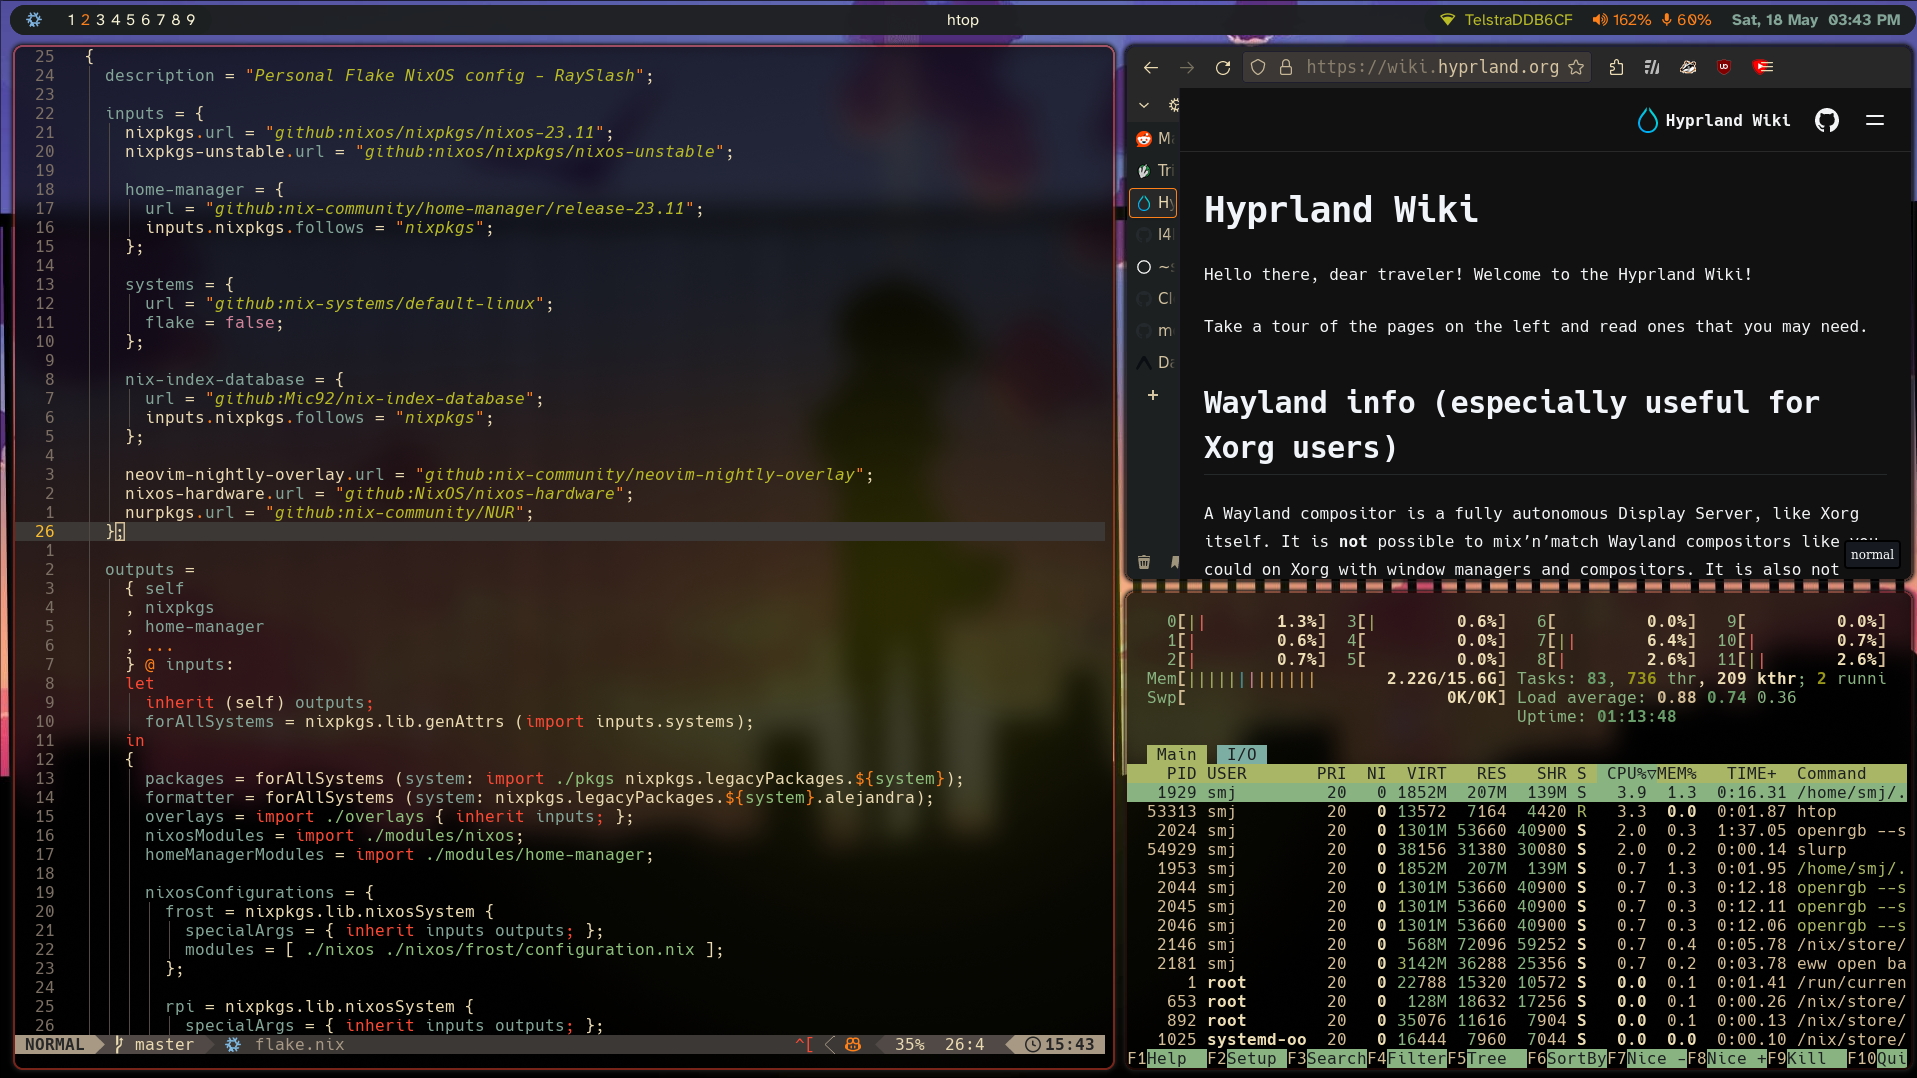 1 2 3 4 5 6 7 8 9
htop
TelstraDDB6CF 162% 60% Sat, 18 May 03:43 PM
25 {
24 description = "Personal Flake NixOS config - RaySlash";
23
22 inputs = {
21 nixpkgs.url = "github:nixos/nixpkgs/nixos-23.11";
20 nixpkgs-unstable.url = "github:nixos/nixpkgs/nixos-unstable";
19
18 home-manager = {
17 url = "github:nix-community/home-manager/release-23.11";
16 inputs.nixpkgs.follows = "nixpkgs";
15 };
14
13 systems = {
12 url = "github:nix-systems/default-linux";
11 flake = false;
10 };
9
8 nix-index-database = {
7 url = "github:Mic92/nix-index-database";
6 inputs.nixpkgs.follows = "nixpkgs";
5 };
4
3 neovim-nightly-overlay.url = "github:nix-community/neovim-nightly-overlay";
2 nixos-hardware.url = "github:NixOS/nixos-hardware";
1 nurpkgs.url = "github:nix-community/NUR";
26 };
1
2 outputs =
3 { self
4 , nixpkgs
5 , home-manager
6 , ...
7 } @ inputs:
8 let
9 inherit (self) outputs;
10 forAllSystems = nixpkgs.lib.genAttrs (import inputs.systems);
11 in
12 {
13 packages = forAllSystems (system: import ./pkgs nixpkgs.legacyPackages.${system});
14 formatter = forAllSystems (system: nixpkgs.legacyPackages.${system}.alejandra);
15 overlays = import ./overlays { inherit inputs; };
16 nixosModules = import ./modules/nixos;
17 homeManagerModules = import ./modules/home-manager;
18
19 nixosConfigurations = {
20 frost = nixpkgs.lib.nixosSystem {
21 specialArgs = { inherit inputs outputs; };
22 modules = [ ./nixos ./nixos/frost/configuration.nix ];
23 };
24
25 rpi = nixpkgs.lib.nixosSystem {
26 specialArgs = { inherit inputs outputs; };
NORMAL master flake.nix ^[ 35% 26:4 15:43
https://wiki.hyprland.org
Hyprland Wiki
Ma
Tri
Hy
I4
~s
Cl
m
Da
+
Hyprland Wiki
Hello there, dear traveler! Welcome to the Hyprland Wiki!
Take a tour of the pages on the left and read ones that you may need.
Wayland info (especially useful for
Xorg users)
A Wayland compositor is a fully autonomous Display Server, like Xorg
itself. It is not possible to mix'n'match Wayland compositors like you
could on Xorg with window managers and compositors. It is also not
normal
0[|| 1.3%] 3[| 0.6%] 6[ 0.0%] 9[ 0.0%]
1[| 0.6%] 4[ 0.0%] 7[|| 6.4%] 10[| 0.7%]
2[| 0.7%] 5[ 0.0%] 8[| 2.6%] 11[|| 2.6%]
Mem[||||||||||||| 2.22G/15.6G] Tasks: 83, 736 thr, 209 kthr; 2 runni
Swp[ 0K/0K] Load average: 0.88 0.74 0.36
Uptime: 01:13:48
Main I/O
PID USER PRI NI VIRT RES SHR S CPU%▽MEM% TIME+ Command
1929 smj 20 0 1852M 207M 139M S 3.9 1.3 0:16.31 /home/smj/.
53313 smj 20 0 13572 7164 4420 R 3.3 0.0 0:01.87 htop
2024 smj 20 0 1301M 53660 40900 S 2.0 0.3 1:37.05 openrgb --s
54929 smj 20 0 38156 31380 30080 S 2.0 0.2 0:00.14 slurp
1953 smj 20 0 1852M 207M 139M S 0.7 1.3 0:01.95 /home/smj/.
2044 smj 20 0 1301M 53660 40900 S 0.7 0.3 0:12.18 openrgb --s
2045 smj 20 0 1301M 53660 40900 S 0.7 0.3 0:12.11 openrgb --s
2046 smj 20 0 1301M 53660 40900 S 0.7 0.3 0:12.06 openrgb --s
2146 smj 20 0 568M 72096 59252 S 0.7 0.4 0:05.78 /nix/store/
2181 smj 20 0 3142M 36288 25356 S 0.7 0.2 0:03.78 eww open ba
1 root 20 0 22788 15320 10572 S 0.0 0.1 0:01.41 /run/curren
653 root 20 0 128M 18632 17256 S 0.0 0.1 0:00.26 /nix/store/
892 root 20 0 35076 11616 7904 S 0.0 0.1 0:00.13 /nix/store/
1025 systemd-oo 20 0 16444 7960 7044 S 0.0 0.0 0:00.10 /nix/store/
F1Help F2Setup F3SearchF4FilterF5Tree F6SortByF7Nice -F8Nice +F9Kill F10Qui